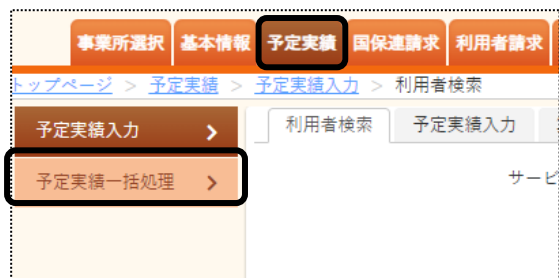 事業所選択 基本情報 予定実績 国保連請求 利用者請求
トップページ > 予定実績 > 予定実績入力 > 利用者検索
予定実績入力 利用者検索 予定実績入力
予定実績一括処理 サービ